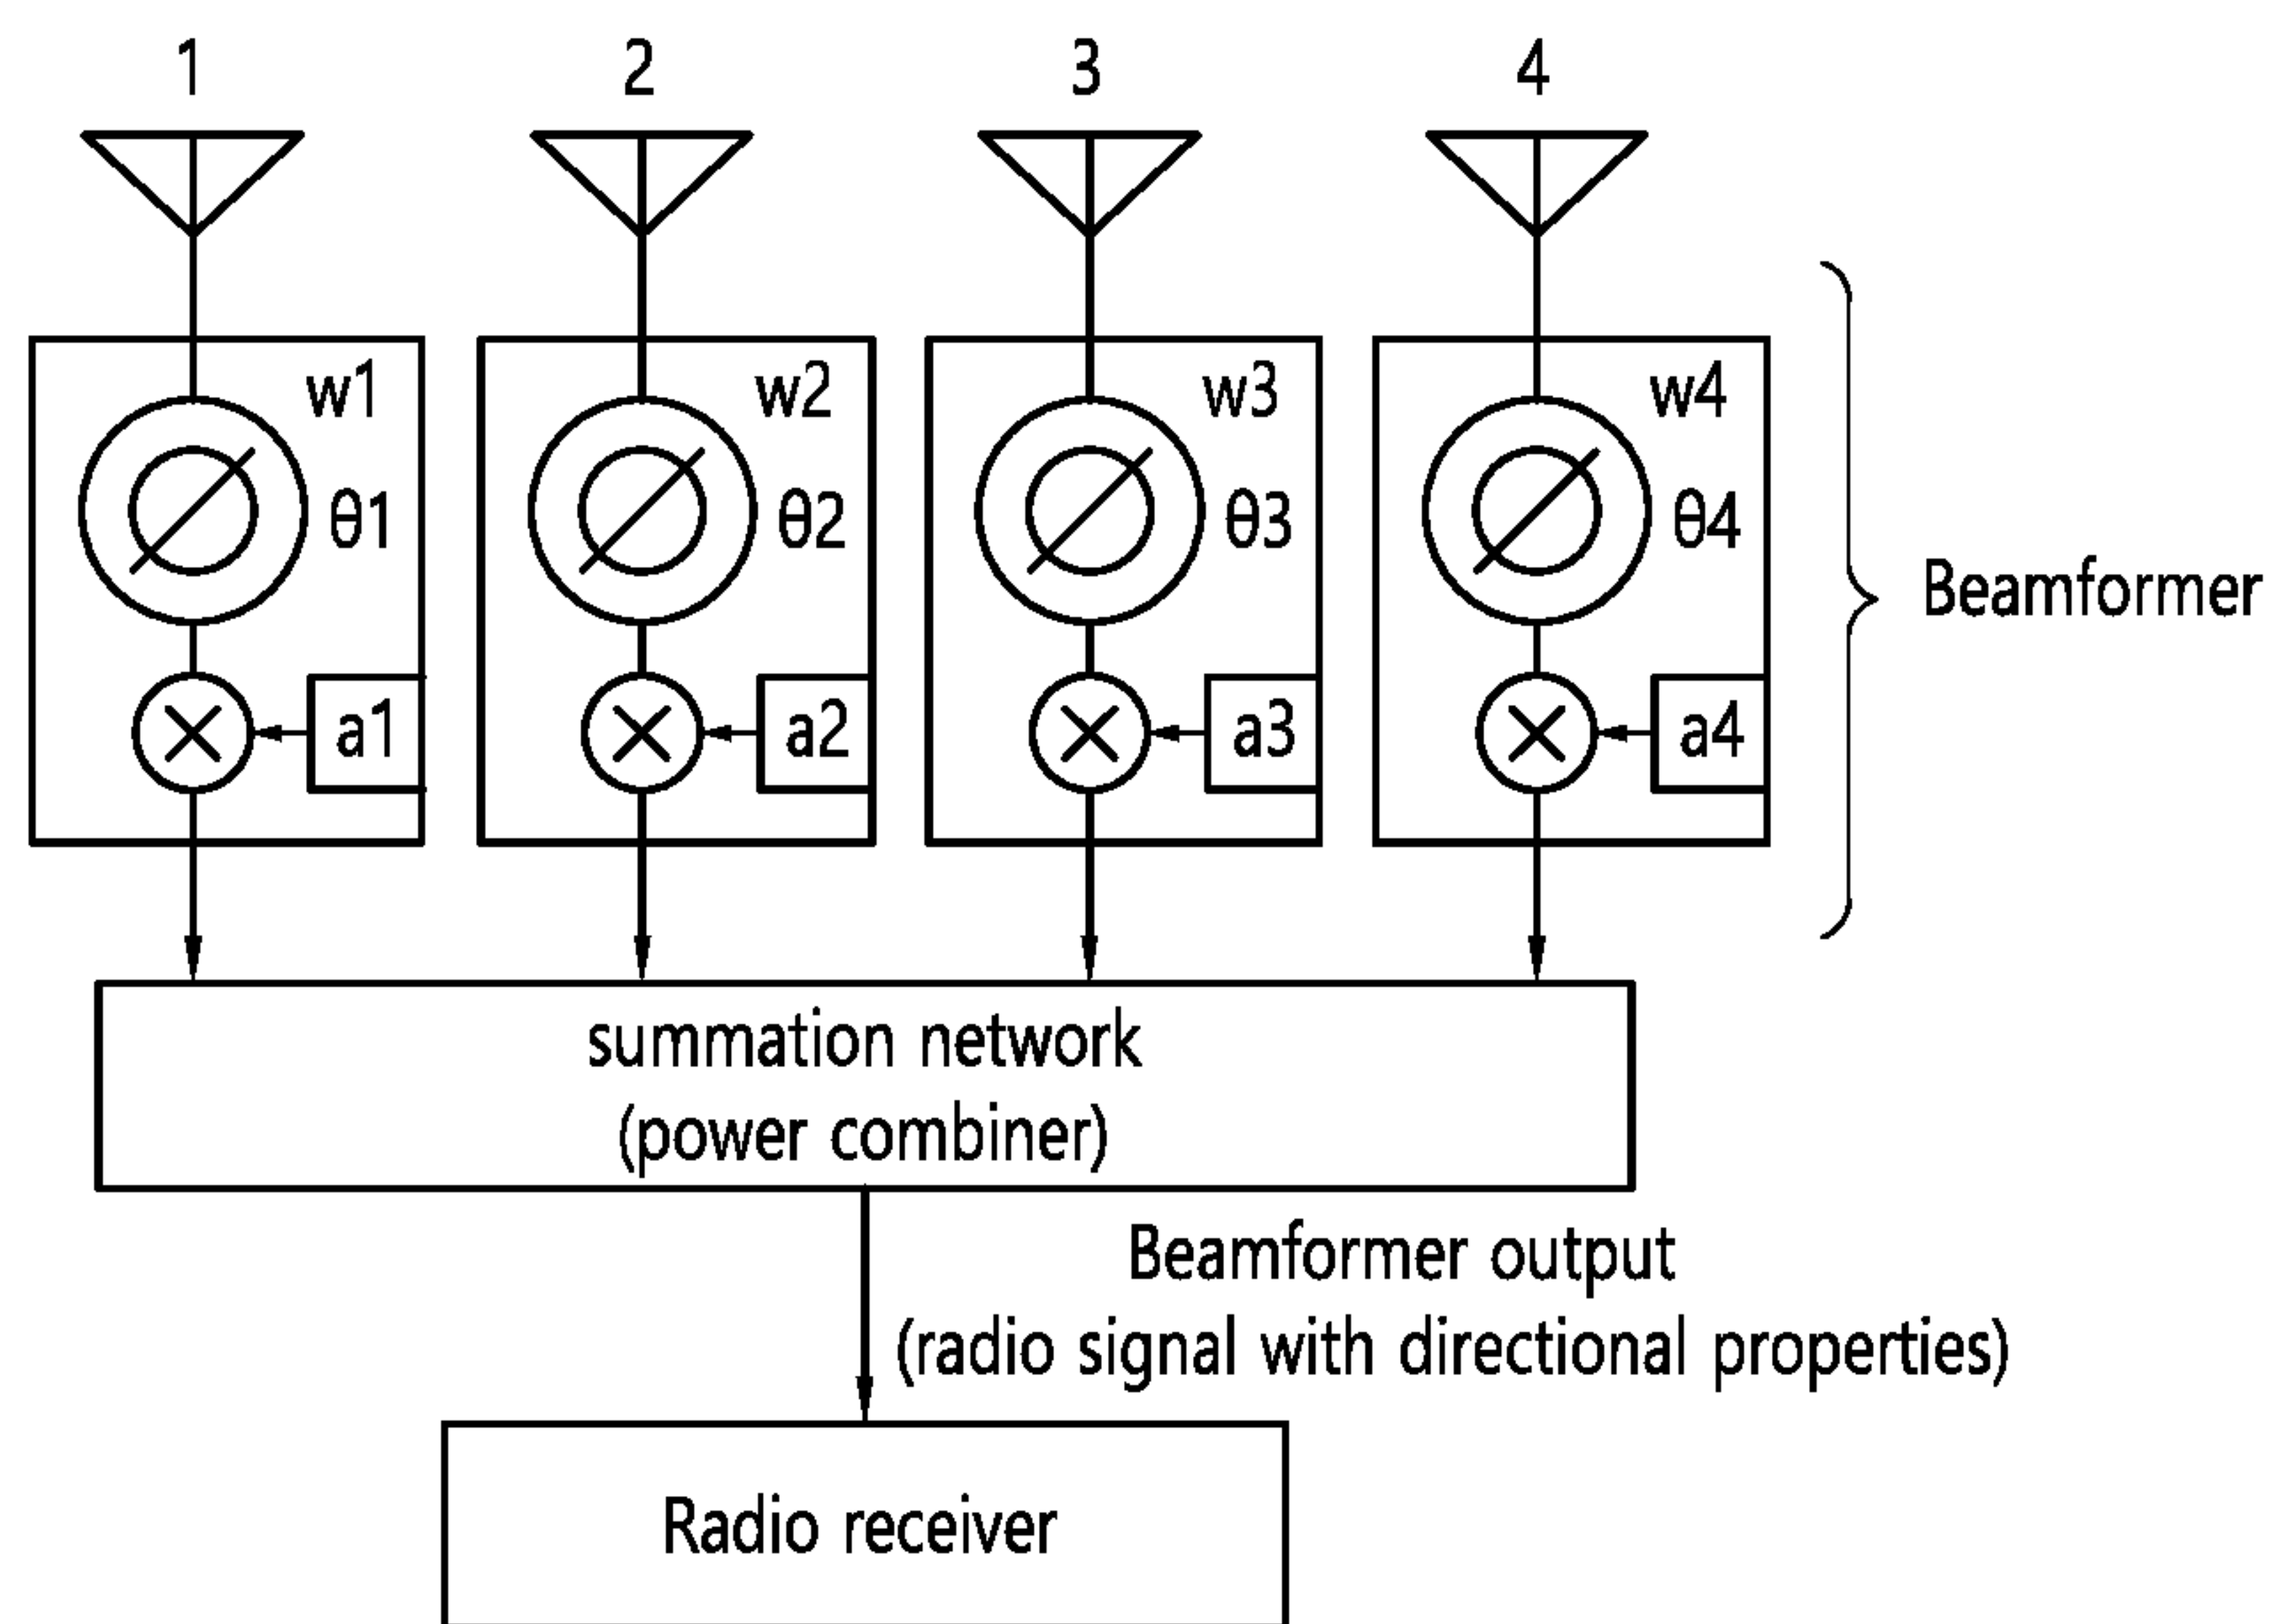 1 2 3 4
w1 w2 w3 w4
θ1 θ2 θ3 θ4
Beamformer
a1 a2 a3 a4
summation network
(power combiner)
Beamformer output
(radio signal with directional properties)
Radio receiver